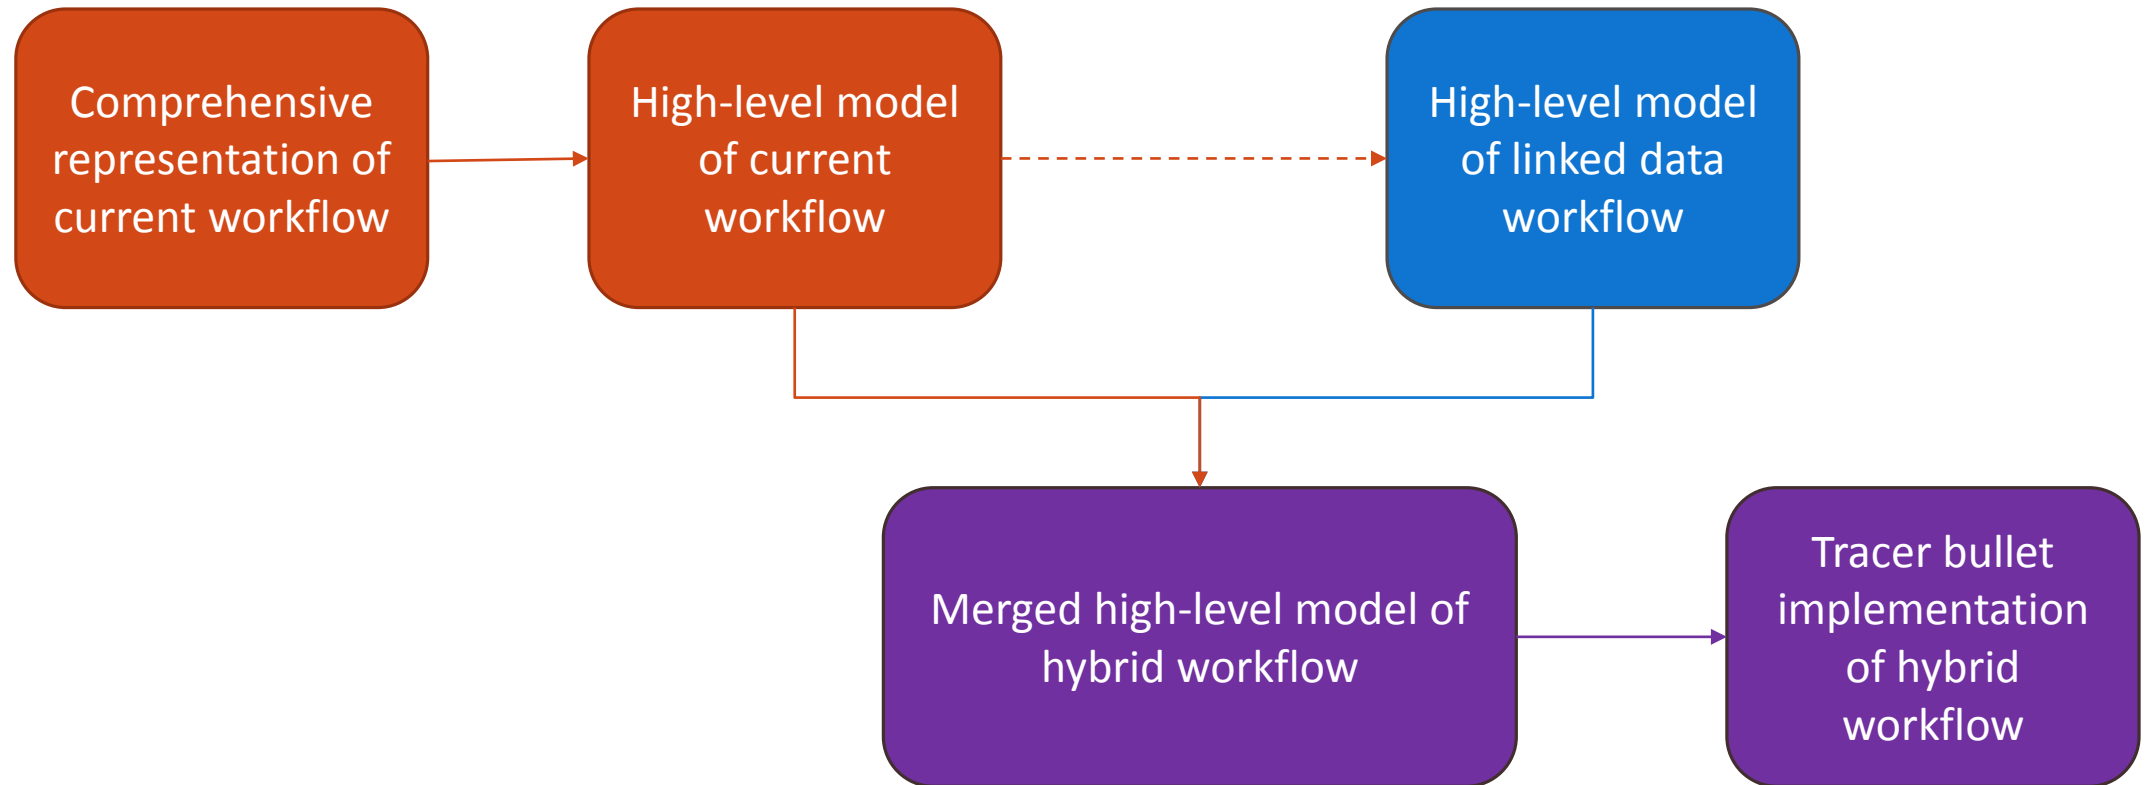 Comprehensive
representation of
current workflow
High-level model
of current
workflow
High-level model
of linked data
workflow
Merged high-level model of
hybrid workflow
Tracer bullet
implementation
of hybrid
workflow